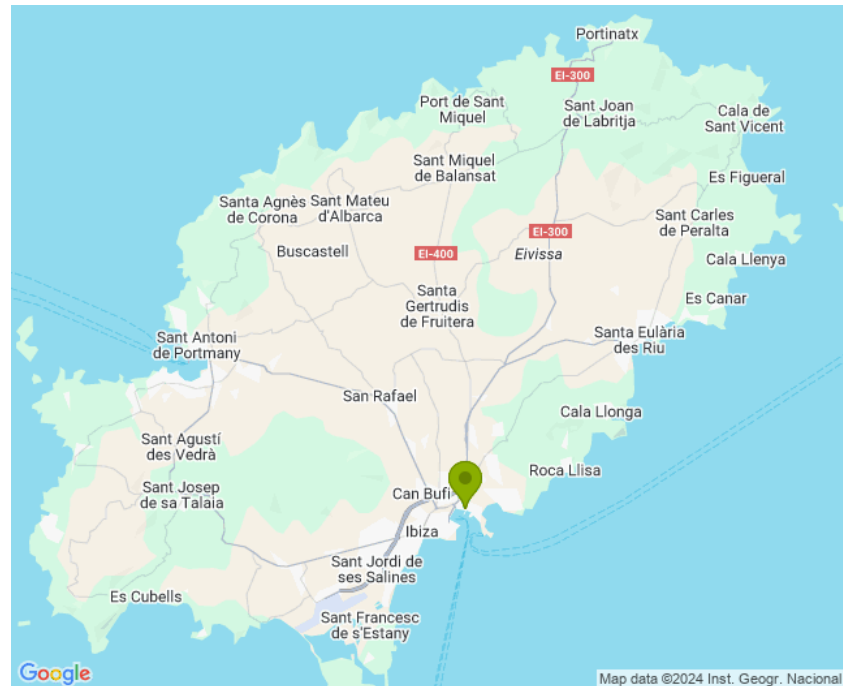 Portinatx
EI-300
Port de Sant
Miquel
Sant Joan
de Labritja
Cala de
Sant Vicent
Sant Miquel
de Balansat
Es Figueral
Santa Agnès
de Corona
Sant Mateu
d'Albarca
Sant Carles
de Peralta
EI-300
Buscastell
EI-400
Eivissa
Cala Llenya
Santa
Gertrudis
de Fruitera
Es Canar
Sant Antoni
de Portmany
Santa Eulària
des Riu
San Rafael
Cala Llonga
Sant Agustí
des Vedrà
Roca Llisa
Sant Josep
de sa Talaia
Can Bufí
Ibiza
Sant Jordi de
ses Salines
Es Cubells
Sant Francesc
de s'Estany
Google
Map data ©2024 Inst. Geogr. Nacional